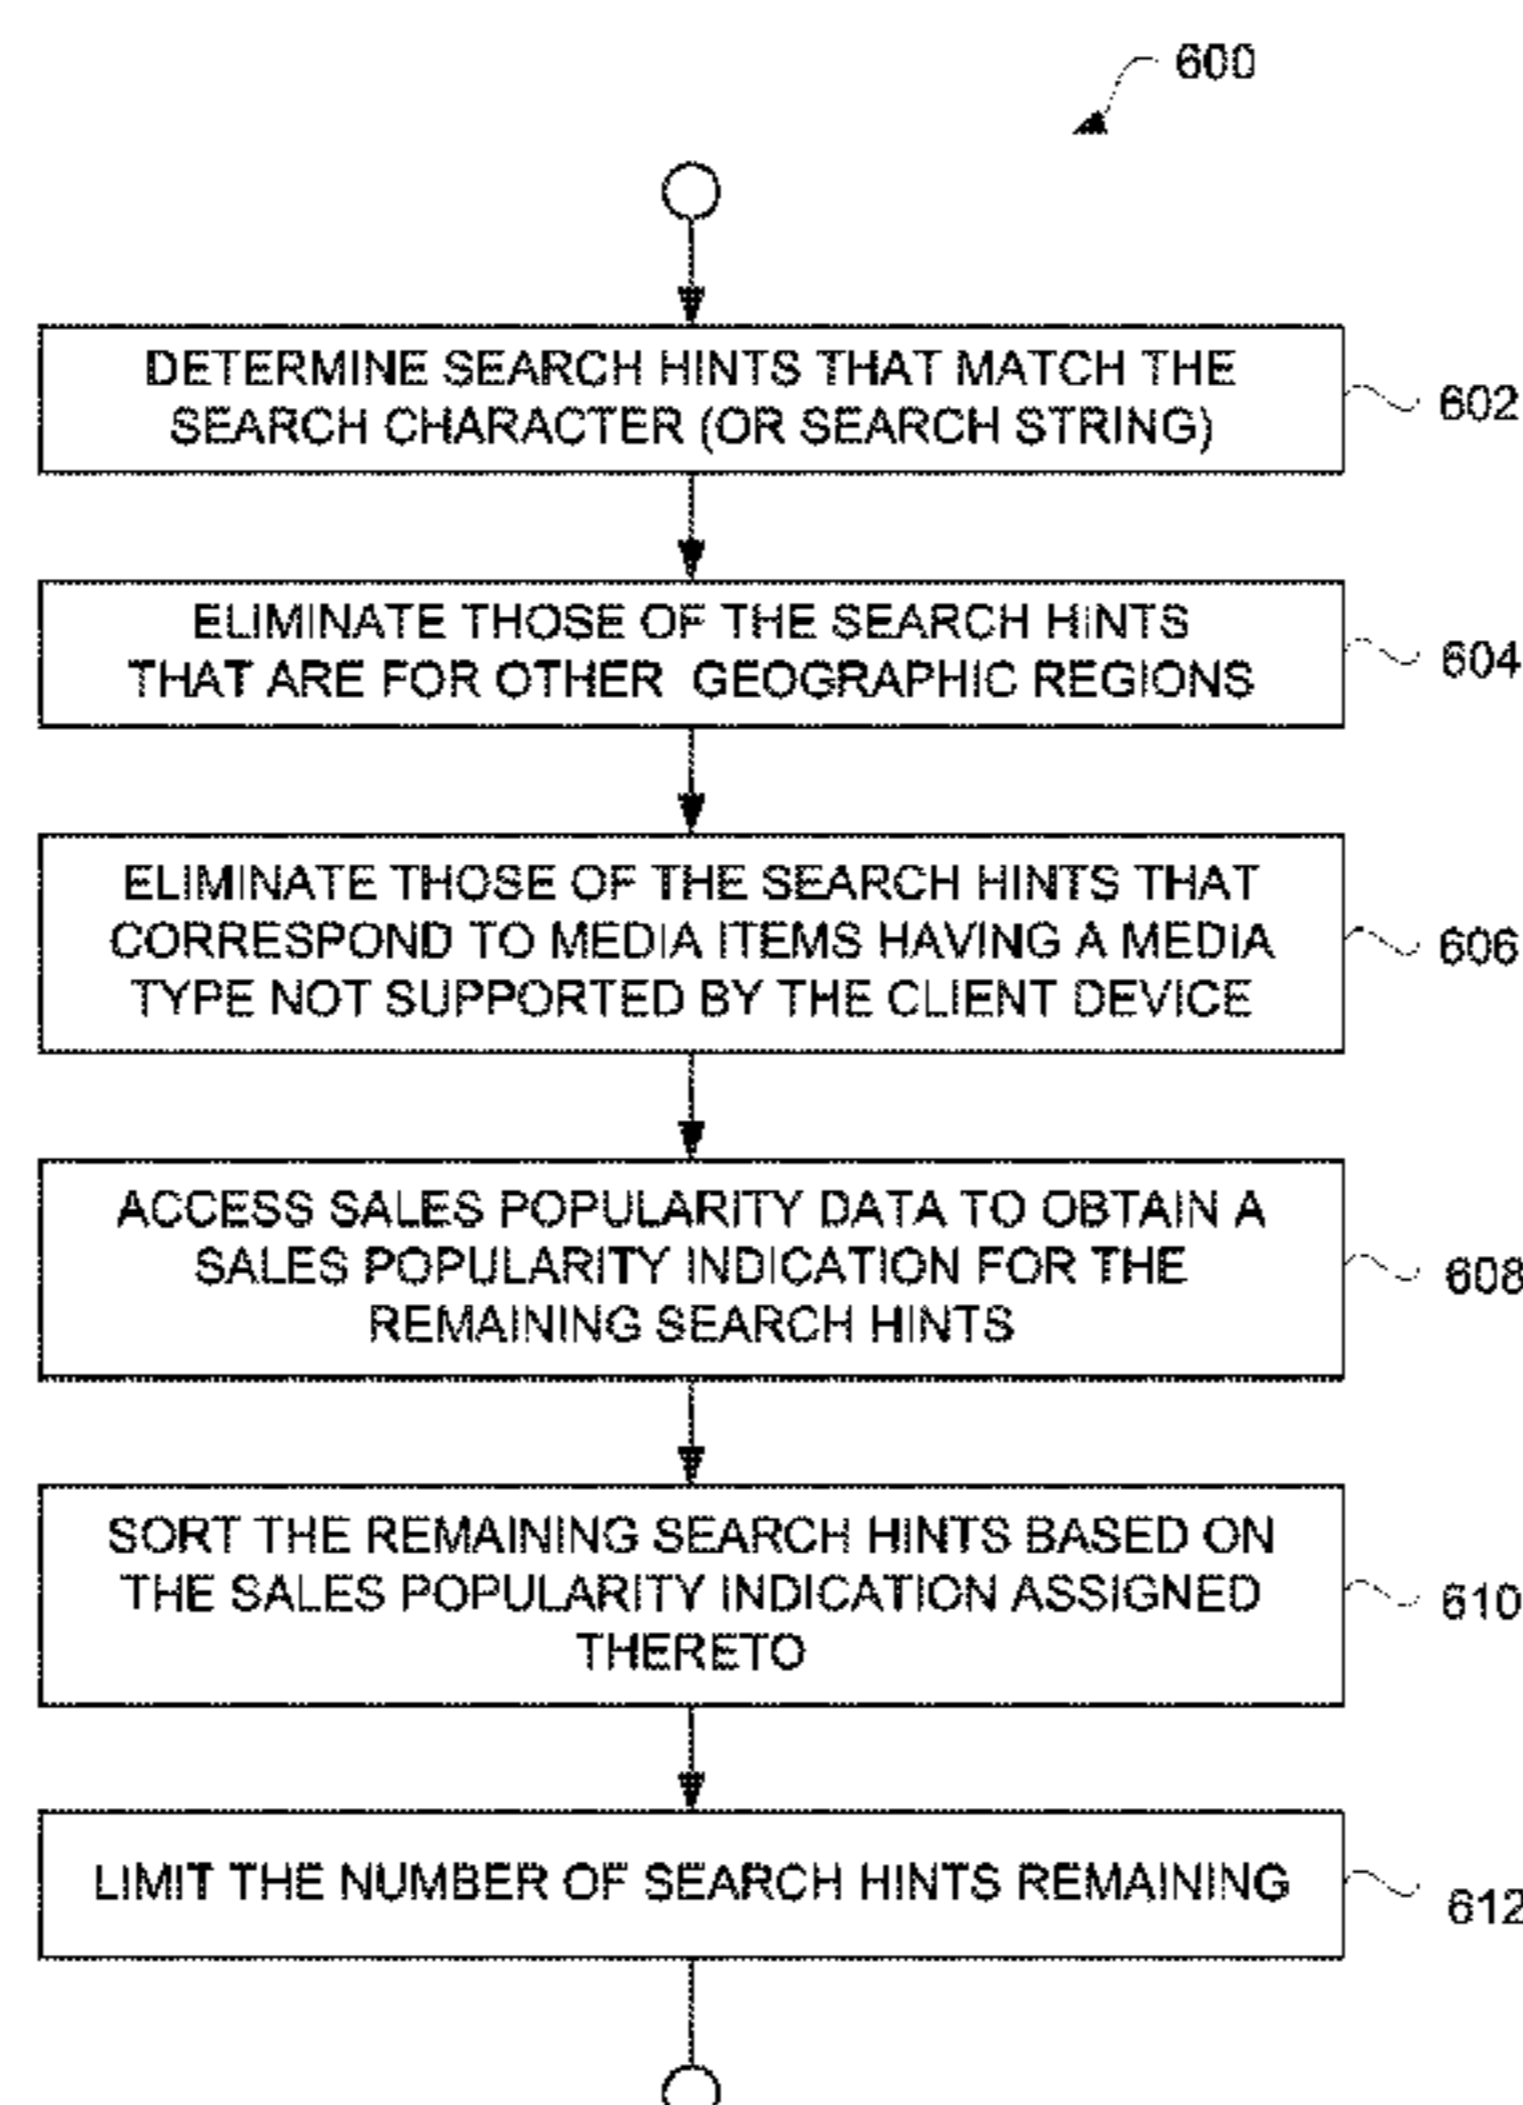 600
DETERMINE SEARCH HINTS THAT MATCH THE
SEARCH CHARACTER (OR SEARCH STRING)
602
ELIMINATE THOSE OF THE SEARCH HINTS
THAT ARE FOR OTHER GEOGRAPHIC REGIONS
604
ELIMINATE THOSE OF THE SEARCH HINTS THAT
CORRESPOND TO MEDIA ITEMS HAVING A MEDIA
TYPE NOT SUPPORTED BY THE CLIENT DEVICE
606
ACCESS SALES POPULARITY DATA TO OBTAIN A
SALES POPULARITY INDICATION FOR THE
REMAINING SEARCH HINTS
608
SORT THE REMAINING SEARCH HINTS BASED ON
THE SALES POPULARITY INDICATION ASSIGNED
THERETO
610
LIMIT THE NUMBER OF SEARCH HINTS REMAINING
612